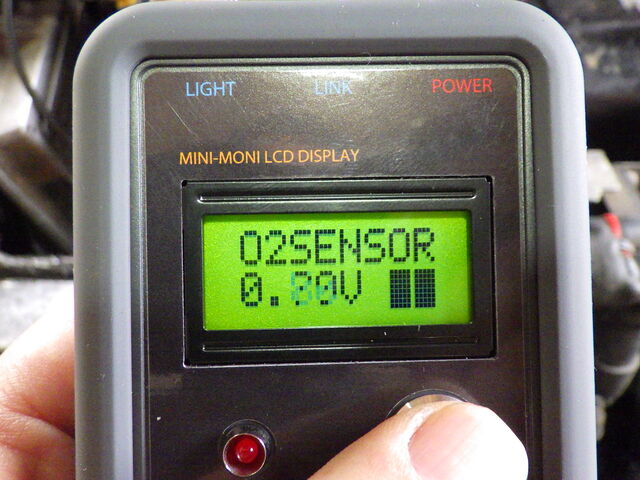 LIGHT LINK POWER
MINI-MONI LCD DISPLAY
O2SENSOR
0.80V